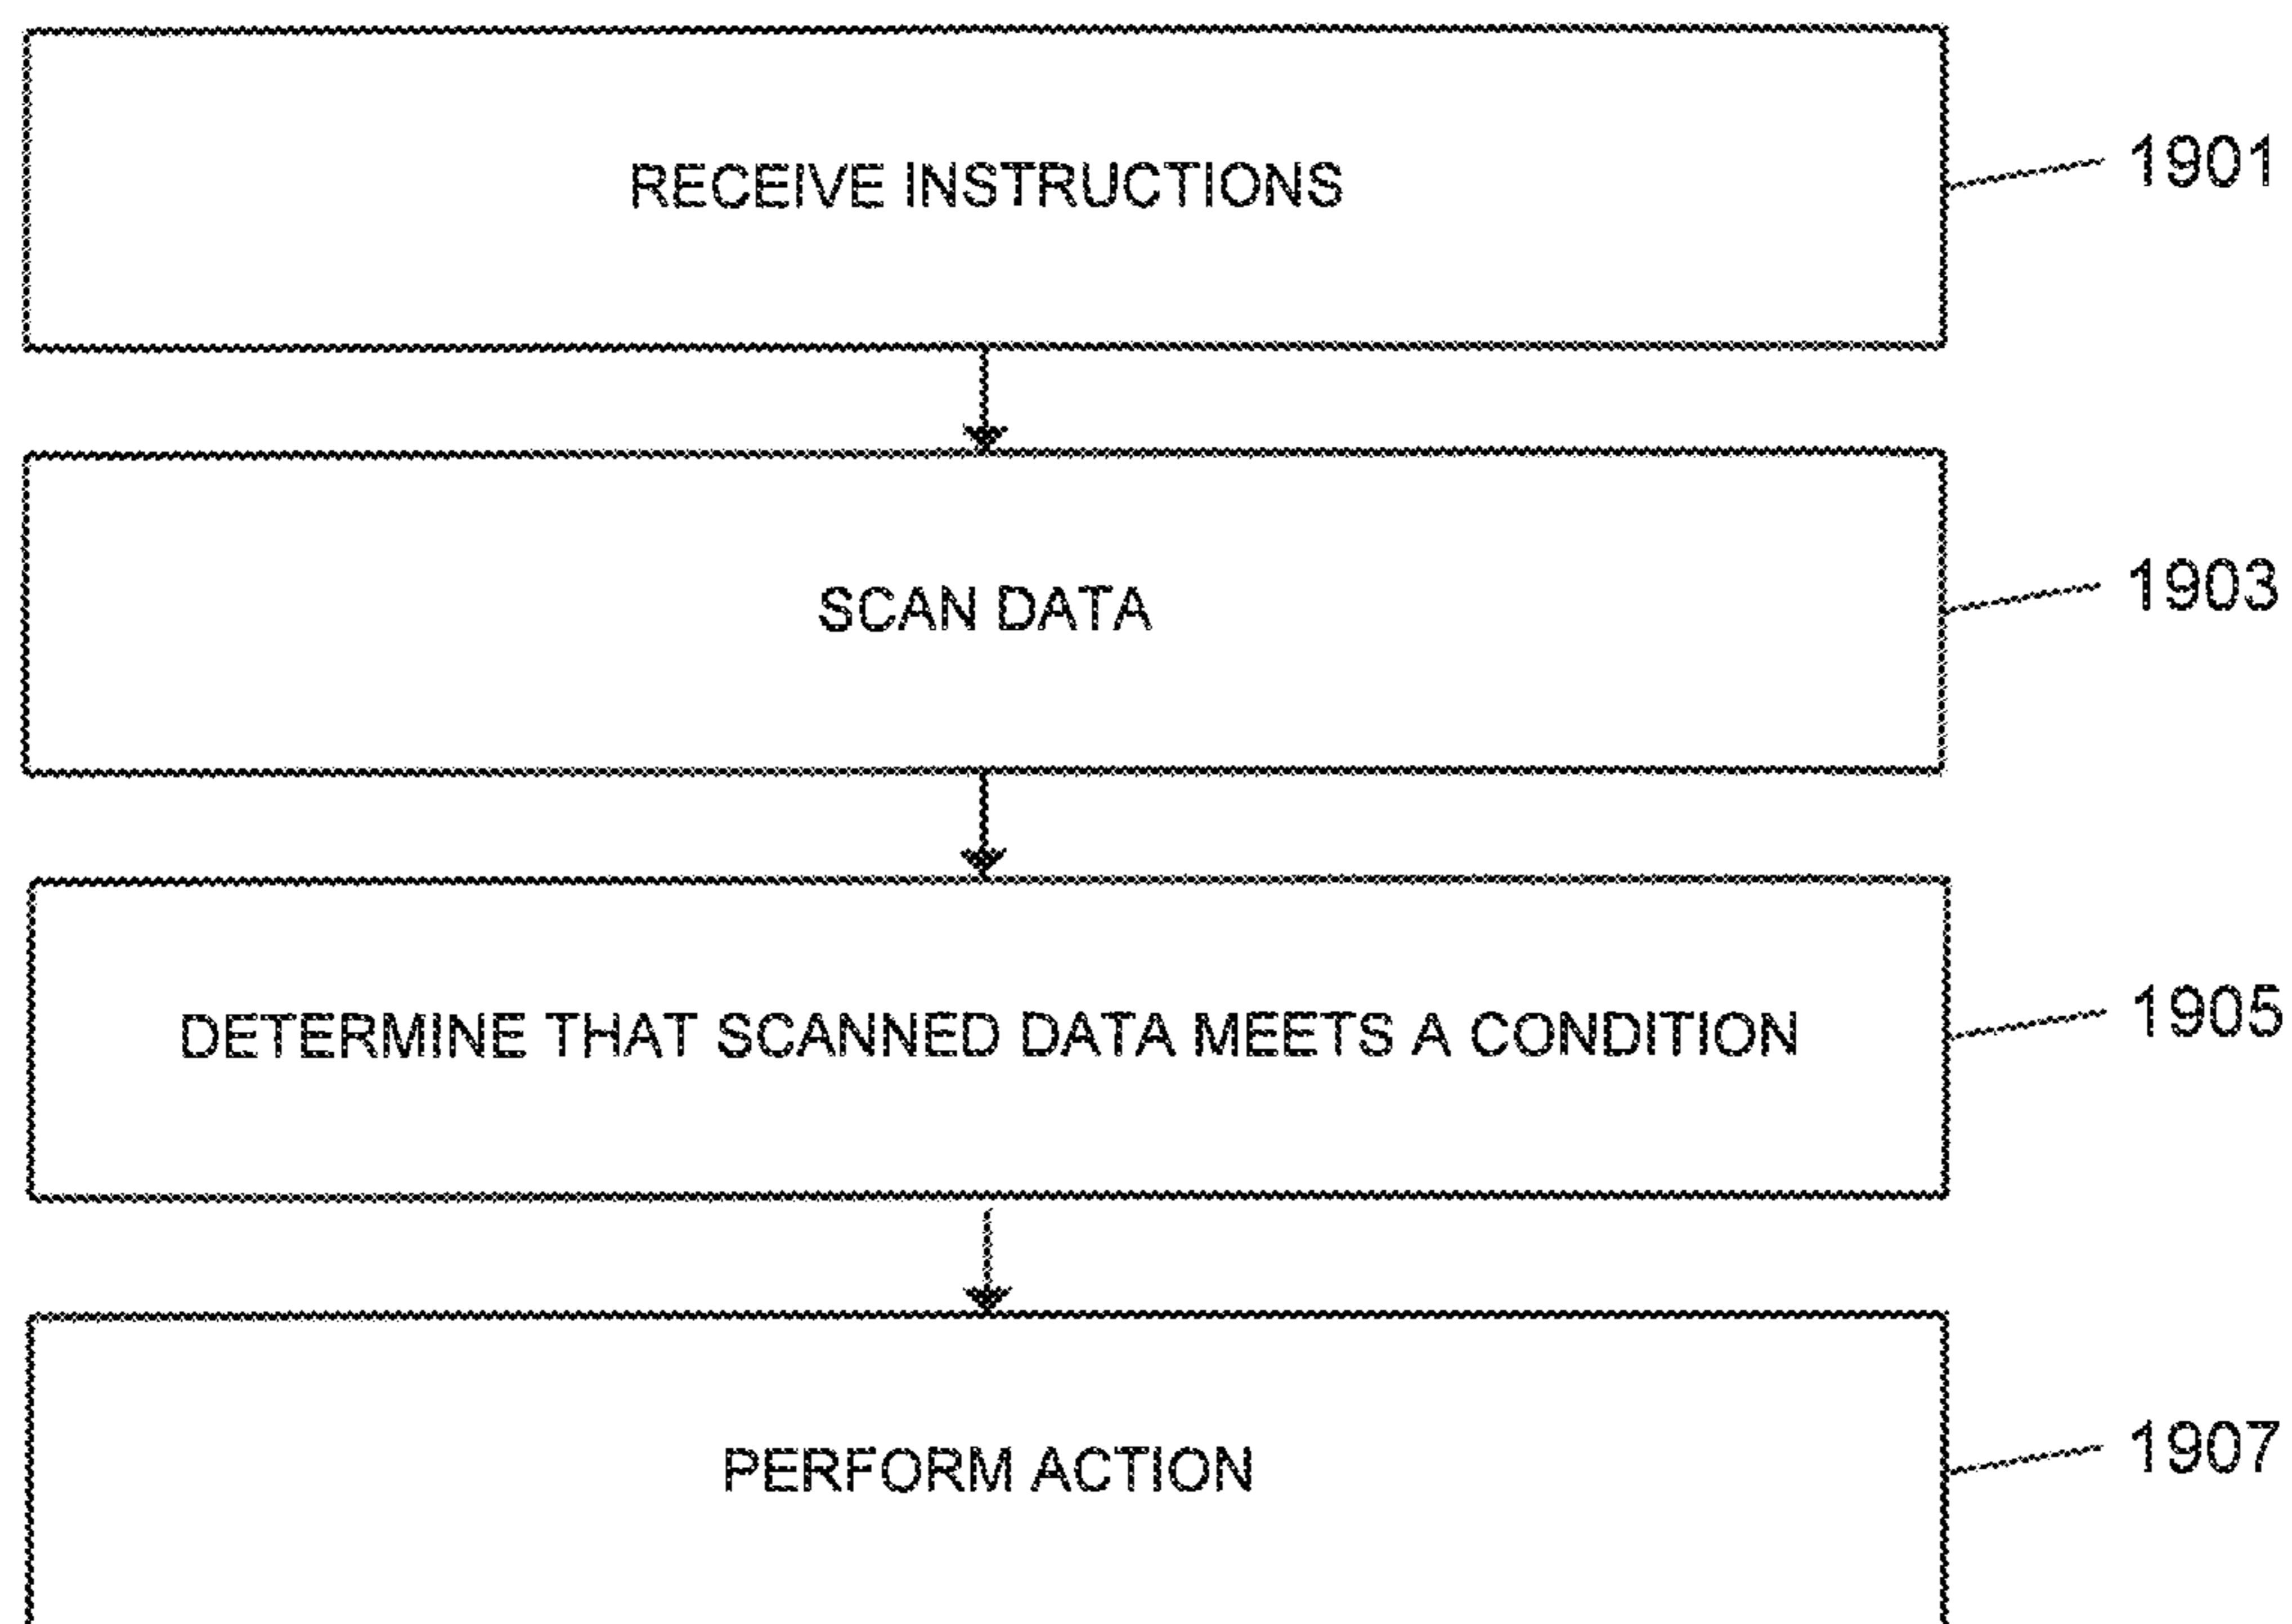 RECEIVE INSTRUCTIONS
1901
SCAN DATA
1903
DETERMINE THAT SCANNED DATA MEETS A CONDITION
1905
PERFORM ACTION
1907